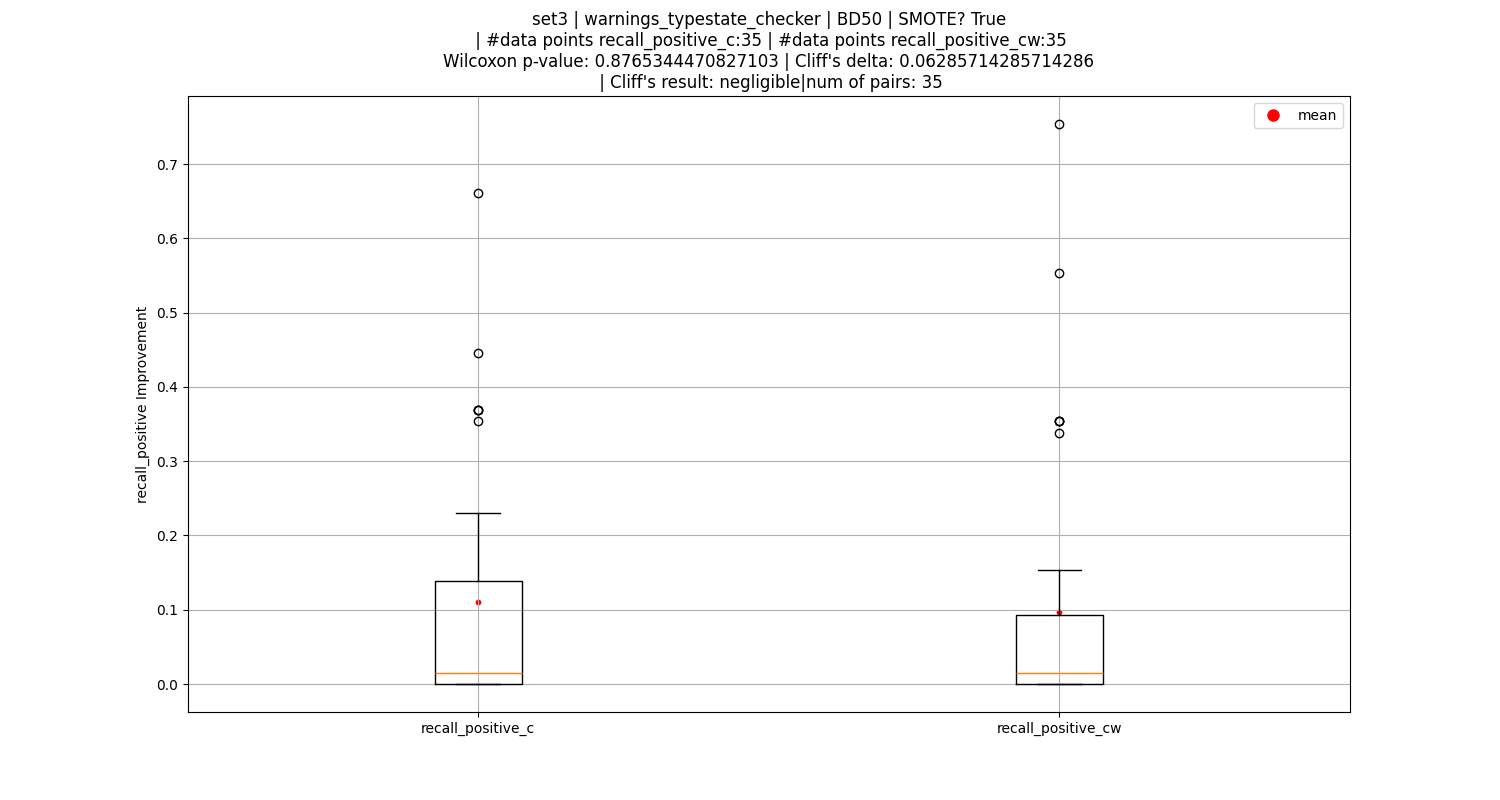 set3 | warnings_typestate_checker | BD50 | SMOTE? True
| #data points recall_positive_c:35 | #data points recall_positive_cw:35
Wilcoxon p-value: 0.8765344470827103 | Cliff's delta: 0.06285714285714286
| Cliff's result: negligible|num of pairs: 35
mean
0.7
0.6
0.5
0.4
0.3
0.2
0.1
0.0
recall_positive Improvement
recall_positive_c
recall_positive_cw